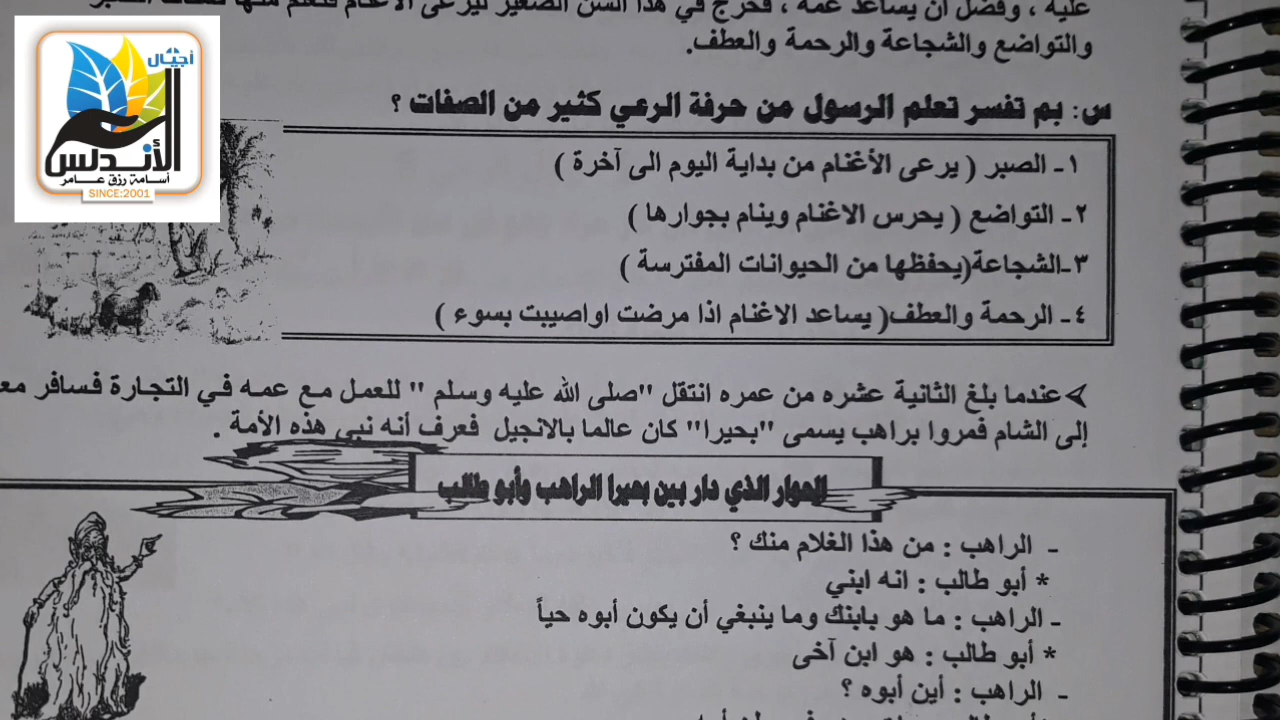 أجيال
الأندلس
أسامة رزق عامر
SINCE:2001
عليه ، وفضل أن يساعد عمه ، فخرج في هذا السن الصغير ليرعى الأغنام فتعلم منها صفات الصبر
والتواضع والشجاعة والرحمة والعطف.
س: بم تفسر تعلم الرسول من حرفة الرعي كثير من الصفات ؟
١- الصبر ( يرعى الأغنام من بداية اليوم الى آخرة )
٢- التواضع ( يحرس الاغنام وينام بجوارها )
٣-الشجاعة(يحفظها من الحيوانات المفترسة )
٤- الرحمة والعطف( يساعد الاغنام اذا مرضت اواصيبت بسوء )
عندما بلغ الثانية عشره من عمره انتقل "صلى الله عليه وسلم " للعمل مع عمه في التجارة فسافر
إلى الشام فمروا براهب يسمى "بحيرا" كان عالما بالانجيل فعرف أنه نبي هذه الأمة .
الحوار الذي دار بين بحيرا الراهب وأبو طالب
- الراهب : من هذا الغلام منك ؟
* أبو طالب : انه ابني
- الراهب : ما هو بابنك وما ينبغي أن يكون أبوه حياً
* أبو طالب : هو ابن آخى
- الراهب : أين أبوه ؟